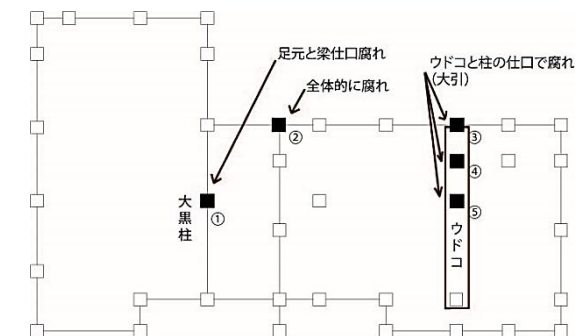 足元と梁仕口腐れ
全体的に腐れ
ウドコと柱の仕口で腐れ
(大引)
②
③
④
大黒柱
①
⑤
ウドコ